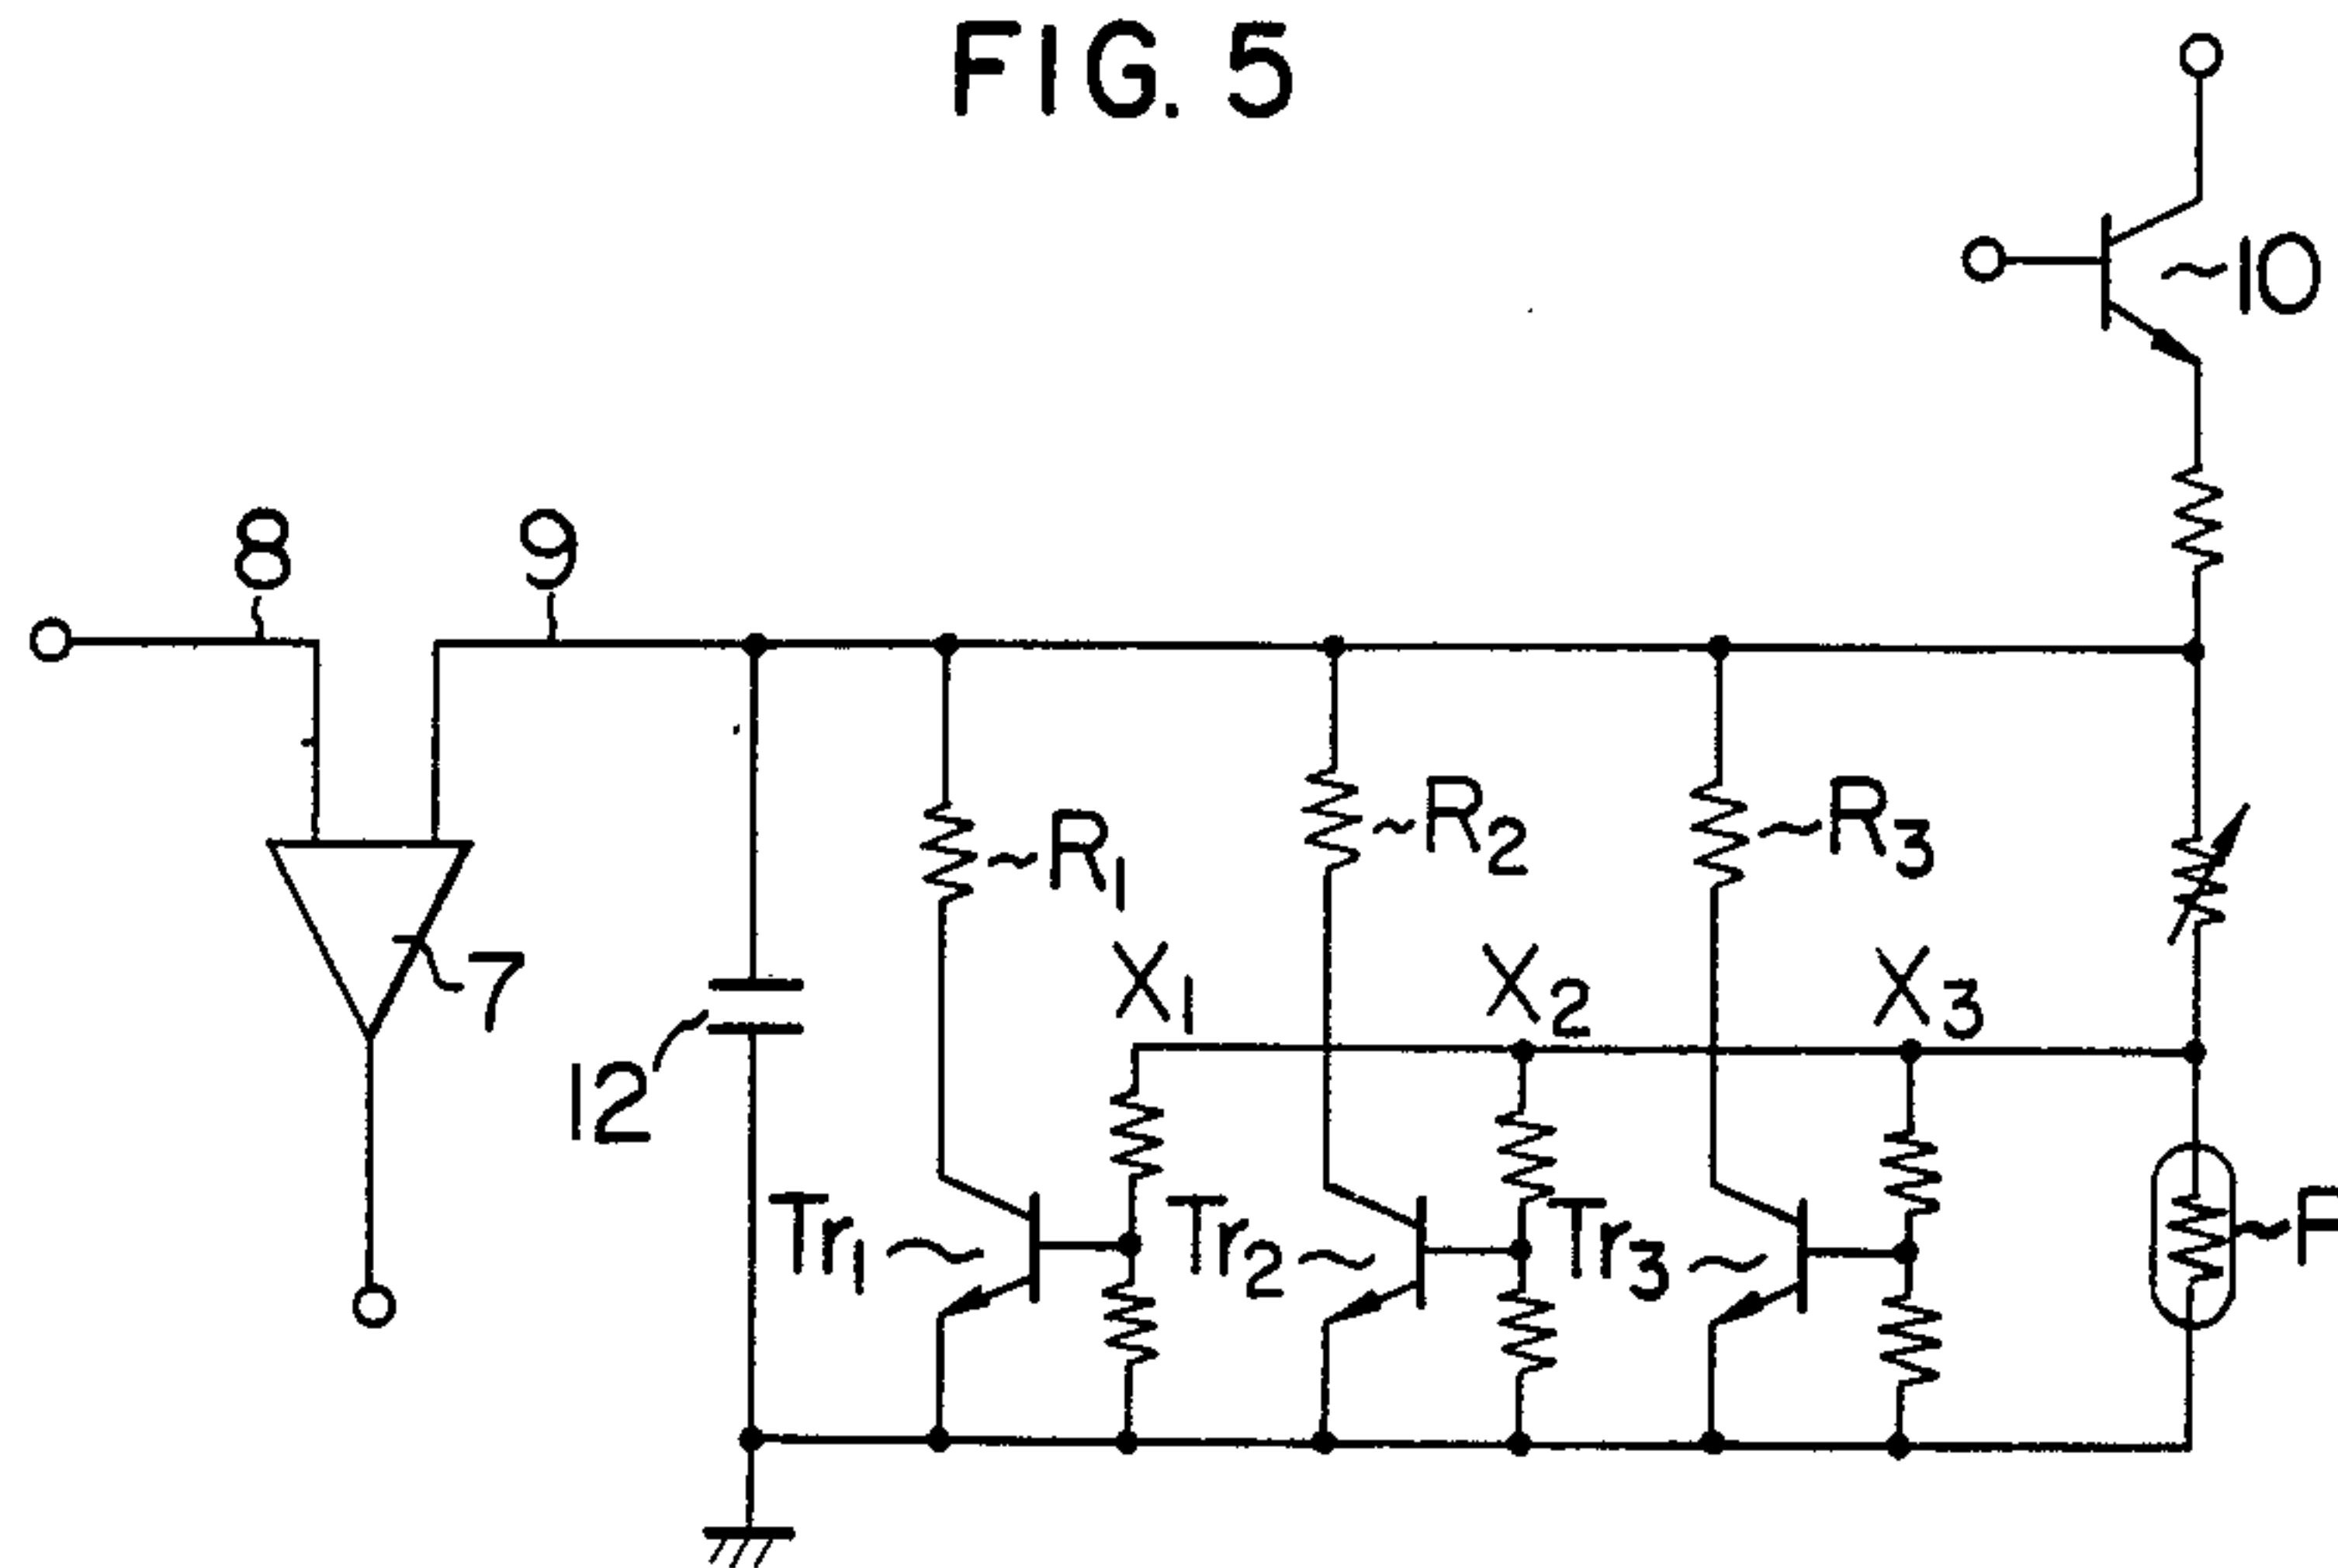 FIG. 5
~10
8
9
~R1
~R2
~R3
7
X1
X2
X3
12
Tr1 ~
Tr2 ~
Tr3 ~